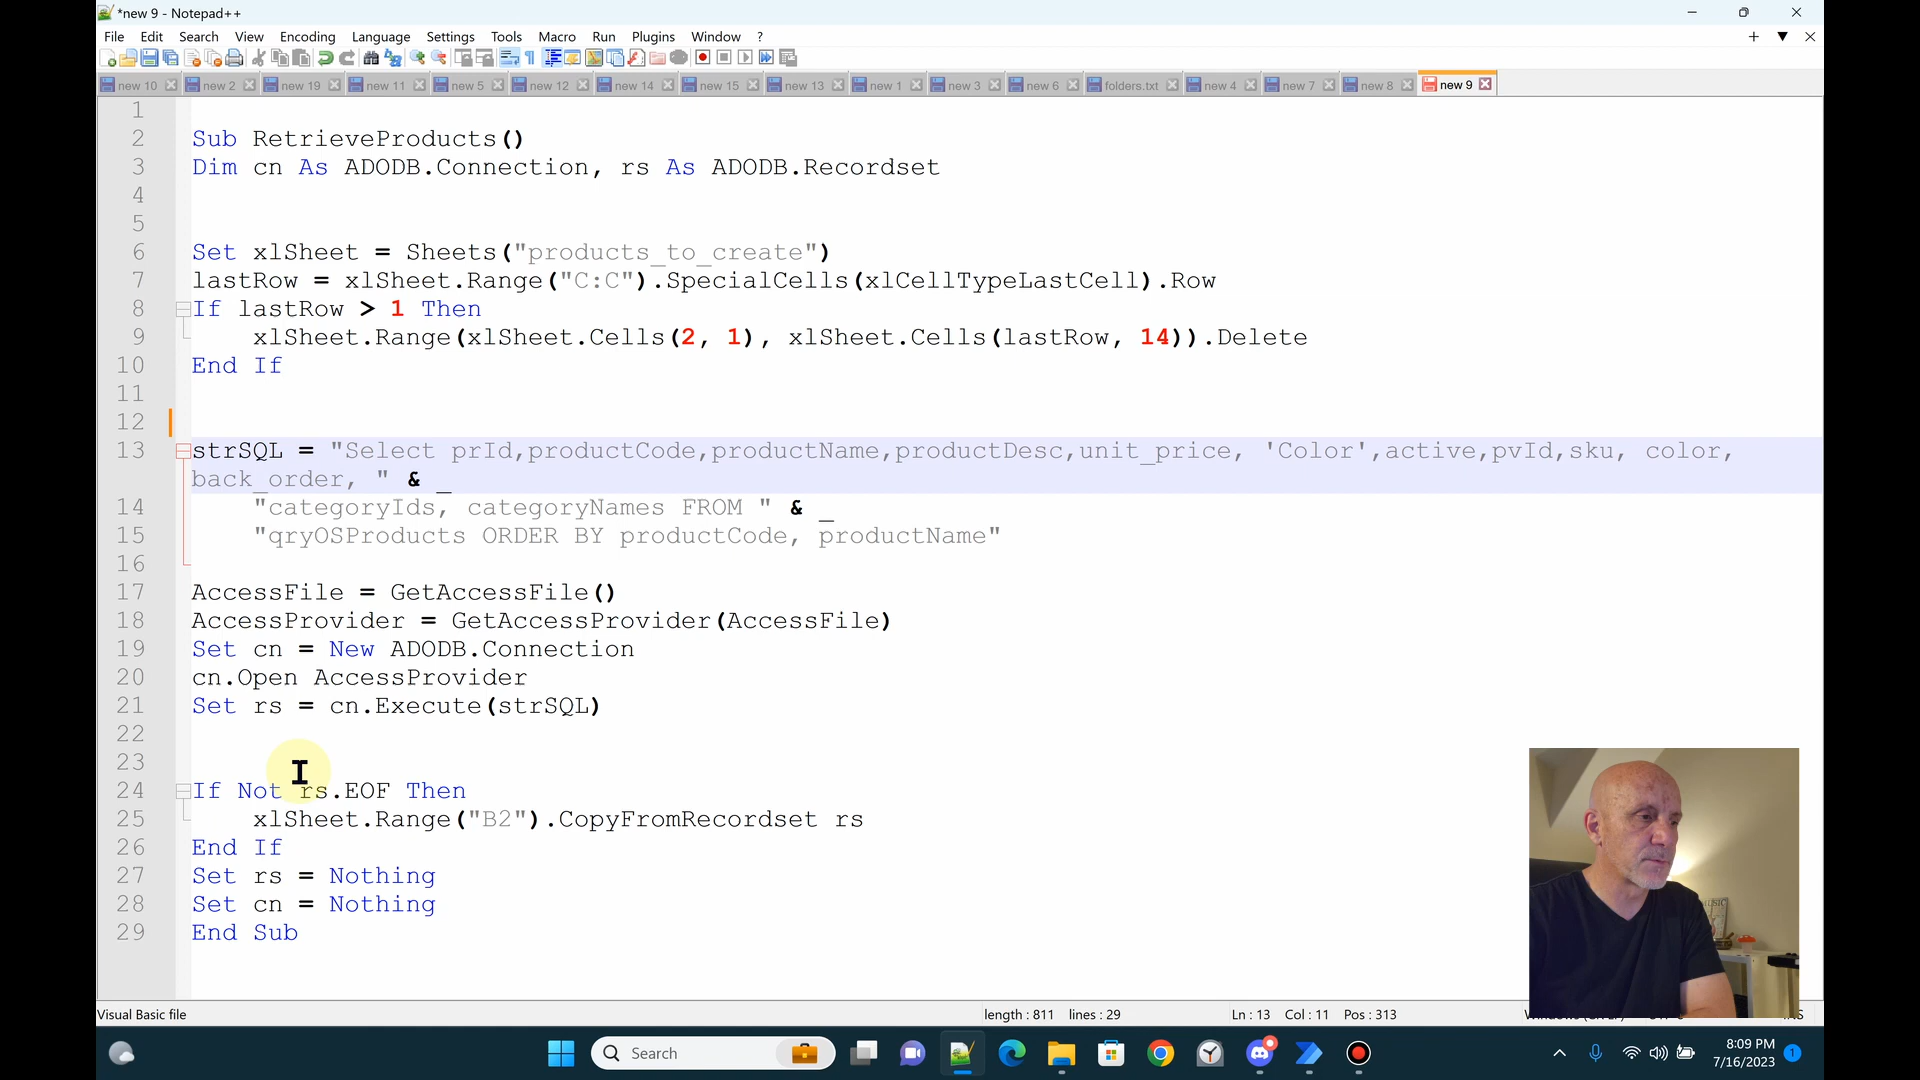 *new 9 - Notepad++
File Edit Search View Encoding Language Settings Tools Macro Run Plugins Window ?
new 10 new 2 new 19 new 11 new 5 new 12 new 14 new 15 new 13 new 1 new 3 new 6 folders.txt new 4 new 7 new 8 new 9
1
2 Sub RetrieveProducts()
3 Dim cn As ADODB.Connection, rs As ADODB.Recordset
4
5
6 Set xlSheet = Sheets("products_to_create")
7 lastRow = xlSheet.Range("C:C").SpecialCells(xlCellTypeLastCell).Row
8 If lastRow > 1 Then
9 xlSheet.Range(xlSheet.Cells(2, 1), xlSheet.Cells(lastRow, 14)).Delete
10 End If
11
12
13 strSQL = "Select prId,productCode,productName,productDesc,unit_price, 'Color',active,pvId,sku, color,
back_order, " & _
14 "categoryIds, categoryNames FROM " & _
15 "qryOSProducts ORDER BY productCode, productName"
16
17 AccessFile = GetAccessFile()
18 AccessProvider = GetAccessProvider(AccessFile)
19 Set cn = New ADODB.Connection
20 cn.Open AccessProvider
21 Set rs = cn.Execute(strSQL)
22
23
24 If Not rs.EOF Then
25 xlSheet.Range("B2").CopyFromRecordset rs
26 End If
27 Set rs = Nothing
28 Set cn = Nothing
29 End Sub
Visual Basic file length : 811 lines : 29 Ln : 13 Col : 11 Pos : 313
Search
8:09 PM
7/16/2023 1